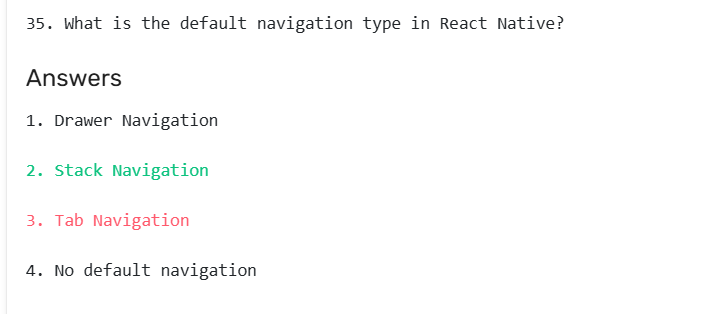 35. What is the default navigation type in React Native?
Answers
1. Drawer Navigation
2. Stack Navigation
3. Tab Navigation
4. No default navigation